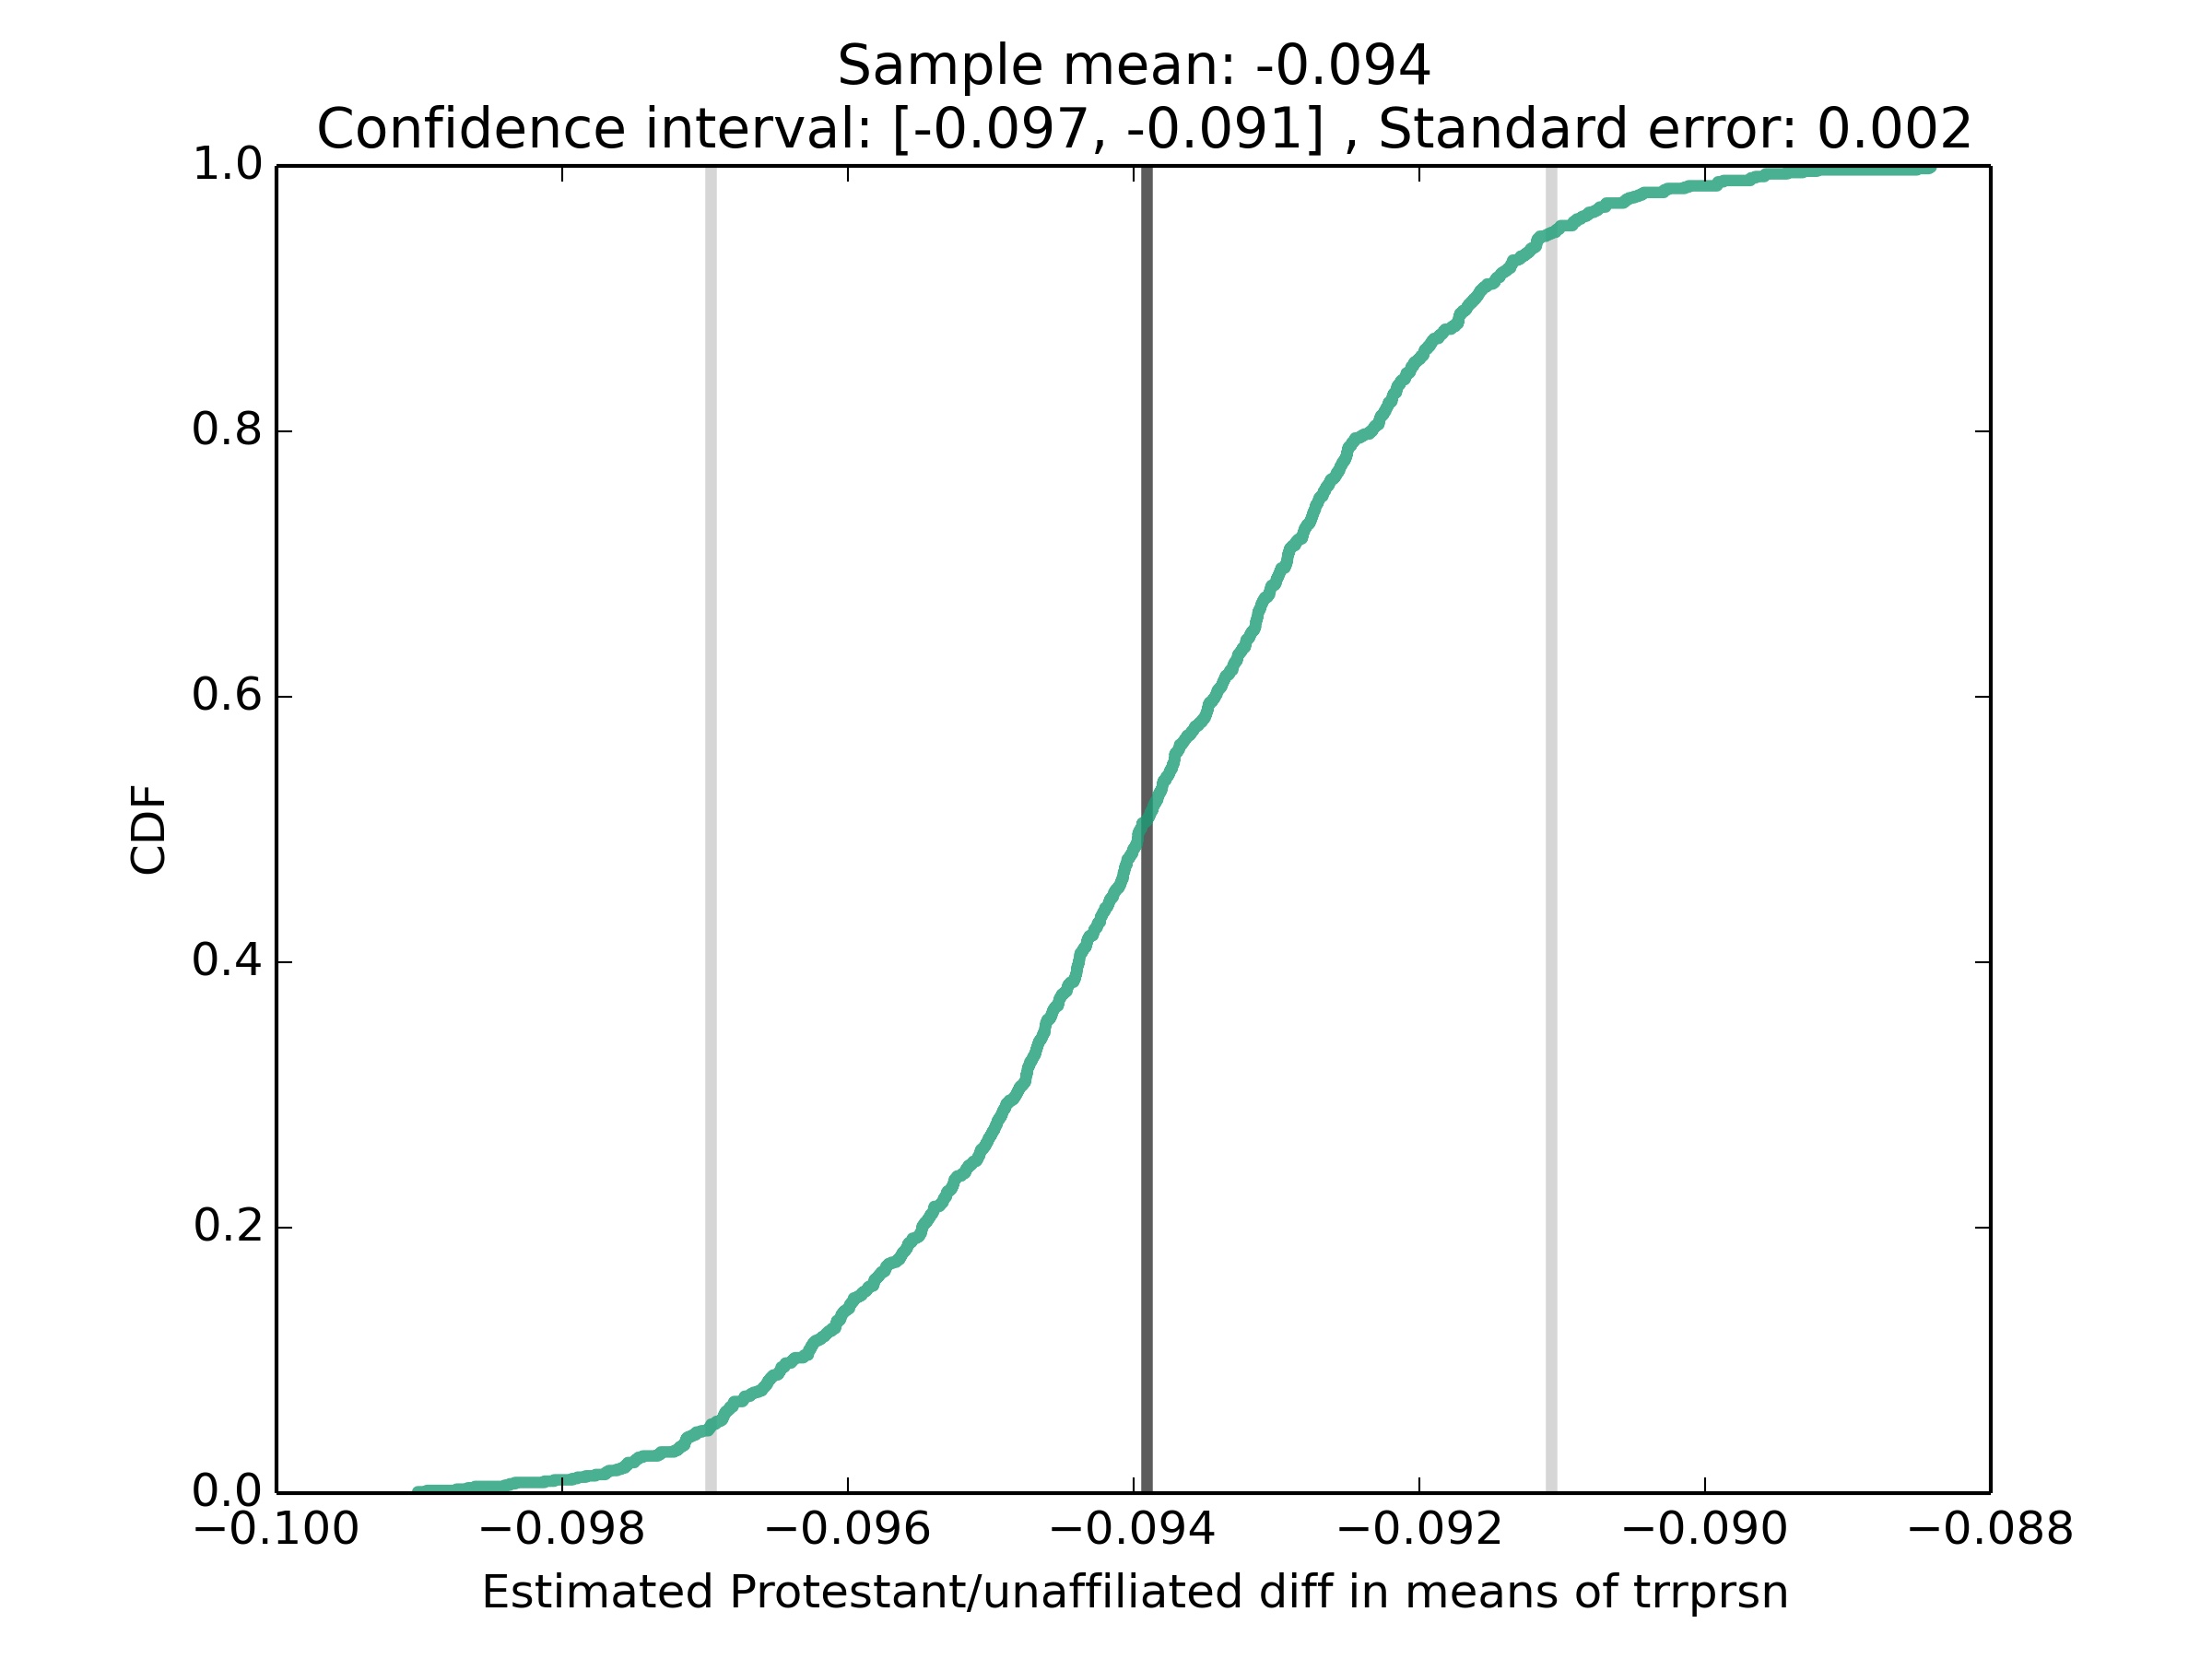 Sample mean: -0.094
Confidence interval: [-0.097, -0.091] , Standard error: 0.002
1.0
0.8
0.6
0.4
0.2
0.0
CDF
−0.100 −0.098 −0.096 −0.094 −0.092 −0.090 −0.088
Estimated Protestant/unaffiliated diff in means of trrprsn